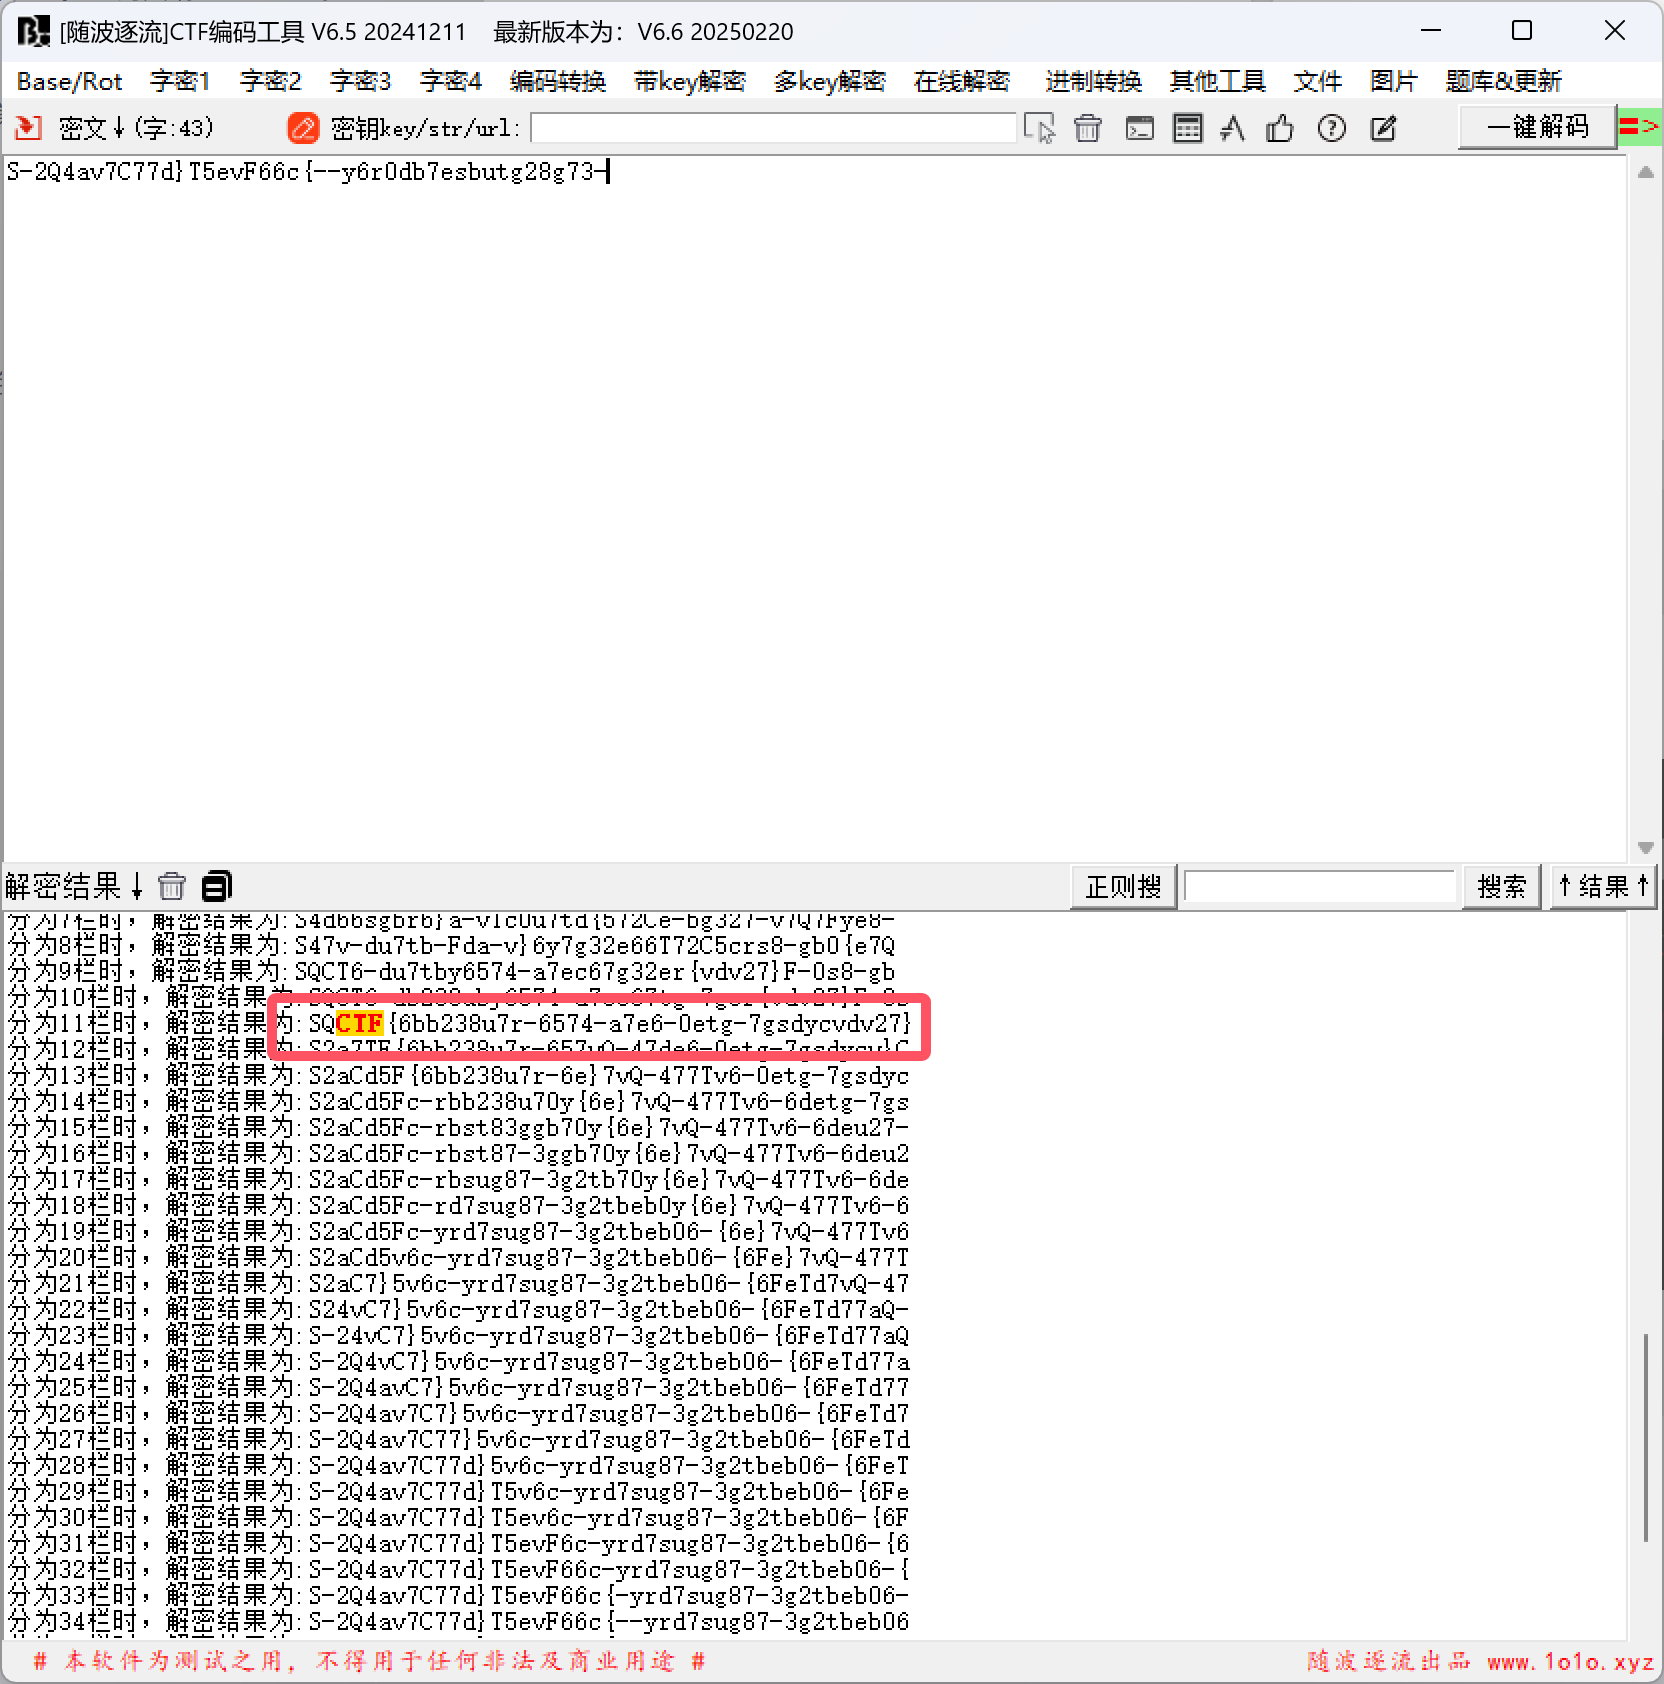 [随波逐流]CTF编码工具 V6.5 20241211 最新版本为：V6.6 20250220
Base/Rot 字密1 字密2 字密3 字密4 编码转换 带key解密 多key解密 在线解密 进制转换 其他工具 文件 图片 题库&更新
密文↓(字:43) 密钥key/str/url: 一键解码 =>
S-2Q4av7C77d}T5evF66c{--y6r0db7esbutg28g73-
解密结果↓ 正则搜 搜索 ↑结果↑
分为7栏时，解密结果为:S4d66sgbr6}a-v1c0u7td{572Ce-bg327-v7Q7Fye8-
分为8栏时，解密结果为:S47v-du7tb-Fda-v}6y7g32e66T72C5crs8-gb0{e7Q
分为9栏时，解密结果为:SQCT6-du7tby6574-a7ec67g32er{vdv27}F-0s8-gb
分为10栏时，解密结果为:
分为11栏时，解密结果为:SQCTF{6bb238u7r-6574-a7e6-0etg-7gsdycvdv27}
分为12栏时，解密结果为:S2a7TF{6bb238u7r-657vQ-47de6-0etg-7gsdycv}C
分为13栏时，解密结果为:S2aCd5F{6bb238u7r-6e}7vQ-477Tv6-0etg-7gsdyc
分为14栏时，解密结果为:S2aCd5Fc-rbb238u70y{6e}7vQ-477Tv6-6detg-7gs
分为15栏时，解密结果为:S2aCd5Fc-rbst83ggb70y{6e}7vQ-477Tv6-6deu27-
分为16栏时，解密结果为:S2aCd5Fc-rbst87-3ggb70y{6e}7vQ-477Tv6-6deu2
分为17栏时，解密结果为:S2aCd5Fc-rbsug87-3g2tb70y{6e}7vQ-477Tv6-6de
分为18栏时，解密结果为:S2aCd5Fc-rd7sug87-3g2tbeb0y{6e}7vQ-477Tv6-6
分为19栏时，解密结果为:S2aCd5Fc-yrd7sug87-3g2tbeb06-{6e}7vQ-477Tv6
分为20栏时，解密结果为:S2aCd5v6c-yrd7sug87-3g2tbeb06-{6Fe}7vQ-477T
分为21栏时，解密结果为:S2aC7}5v6c-yrd7sug87-3g2tbeb06-{6FeTd7vQ-47
分为22栏时，解密结果为:S24vC7}5v6c-yrd7sug87-3g2tbeb06-{6FeTd77aQ-
分为23栏时，解密结果为:S-24vC7}5v6c-yrd7sug87-3g2tbeb06-{6FeTd77aQ
分为24栏时，解密结果为:S-2Q4vC7}5v6c-yrd7sug87-3g2tbeb06-{6FeTd77a
分为25栏时，解密结果为:S-2Q4avC7}5v6c-yrd7sug87-3g2tbeb06-{6FeTd77
分为26栏时，解密结果为:S-2Q4av7C7}5v6c-yrd7sug87-3g2tbeb06-{6FeTd7
分为27栏时，解密结果为:S-2Q4av7C77}5v6c-yrd7sug87-3g2tbeb06-{6FeTd
分为28栏时，解密结果为:S-2Q4av7C77d}5v6c-yrd7sug87-3g2tbeb06-{6FeT
分为29栏时，解密结果为:S-2Q4av7C77d}T5v6c-yrd7sug87-3g2tbeb06-{6Fe
分为30栏时，解密结果为:S-2Q4av7C77d}T5ev6c-yrd7sug87-3g2tbeb06-{6F
分为31栏时，解密结果为:S-2Q4av7C77d}T5evF6c-yrd7sug87-3g2tbeb06-{6
分为32栏时，解密结果为:S-2Q4av7C77d}T5evF66c-yrd7sug87-3g2tbeb06-{
分为33栏时，解密结果为:S-2Q4av7C77d}T5evF66c{-yrd7sug87-3g2tbeb06-
分为34栏时，解密结果为:S-2Q4av7C77d}T5evF66c{--yrd7sug87-3g2tbeb06
# 本软件为测试之用，不得用于任何非法及商业用途 # 随波逐流出品 www.1o1o.xyz